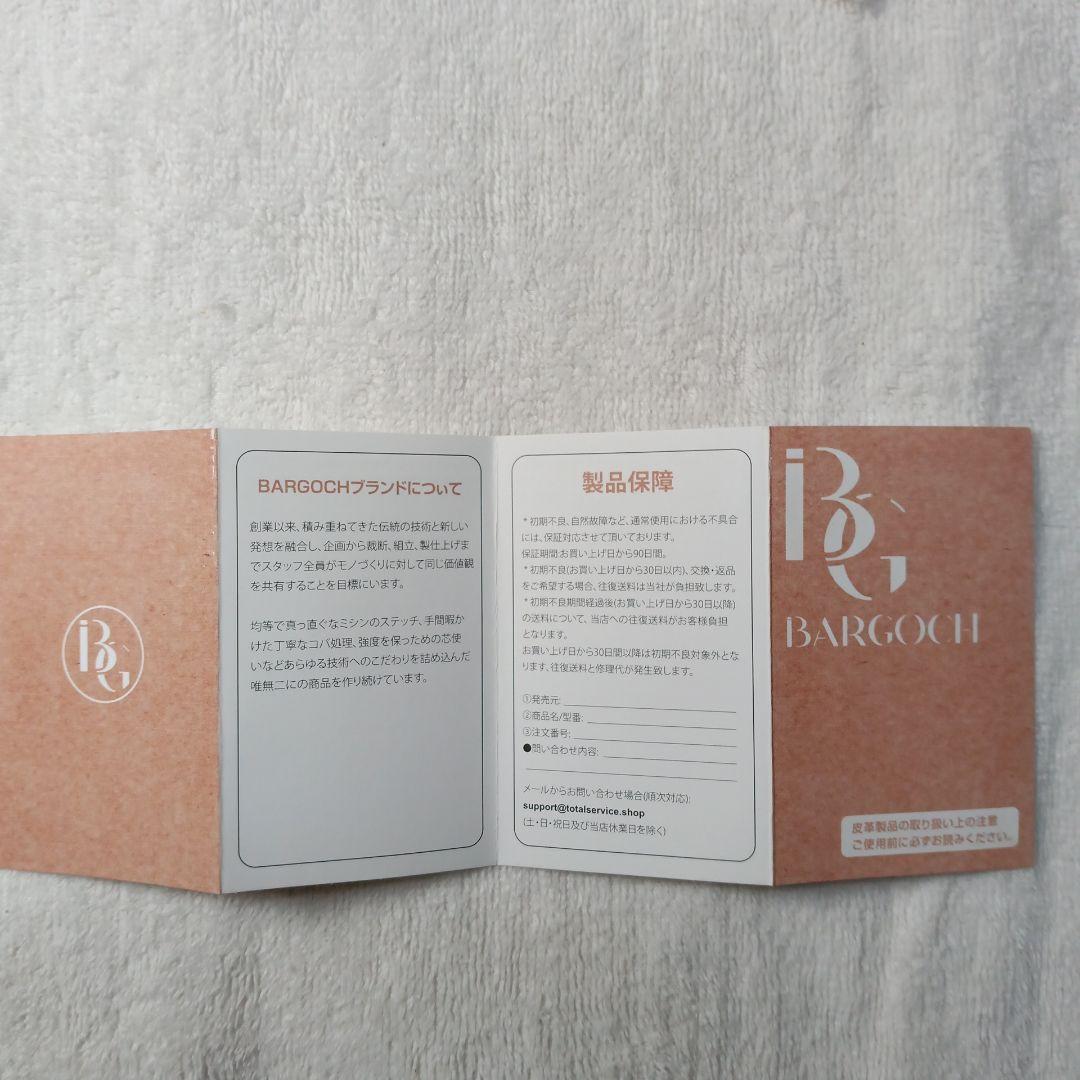 BG
BARGOCHブランドについて
創業以来、積み重ねてきた伝統の技術と新しい
発想を融合し、企画から裁断、組立、製仕上げま
でスタッフ全員がモノづくりに対して同じ価値観
を共有することを目標にいます。
均等で真っ直ぐなミシンのステッチ、手間暇か
けた丁寧なコバ処理、強度を保っための芯使
いなどあらゆる技術へのこだわりを詰め込んだ
唯無二にの商品を作り続けています。
製品保障
*初期不良、自然故障など、通常使用における不具合
には、保証対応させて頂いております。
保証期間:お買い上げ日から90日間。
*初期不良(お買い上げ日から30日以内)、交換・返品
をご希望する場合、往復送料は当社が負担致します。
*初期不良期間経過後(お買い上げ日から30日以降)
の送料について、当店への往復送料がお客様負担
となります。
お買い上げ日から30日間以降は初期不良対象外とな
ります、往復送料と修理代が発生致します。
①発売元:
②商品名/型番:
③注文番号:
●問い合わせ内容:
メールからお問い合わせ場合(順次対応):
support@totalservice.shop
(土・日・祝日及び当店休業日を除く)
BG
BARGOCH
皮革製品の取り扱い上の注意
ご使用前に必ずお読みください。